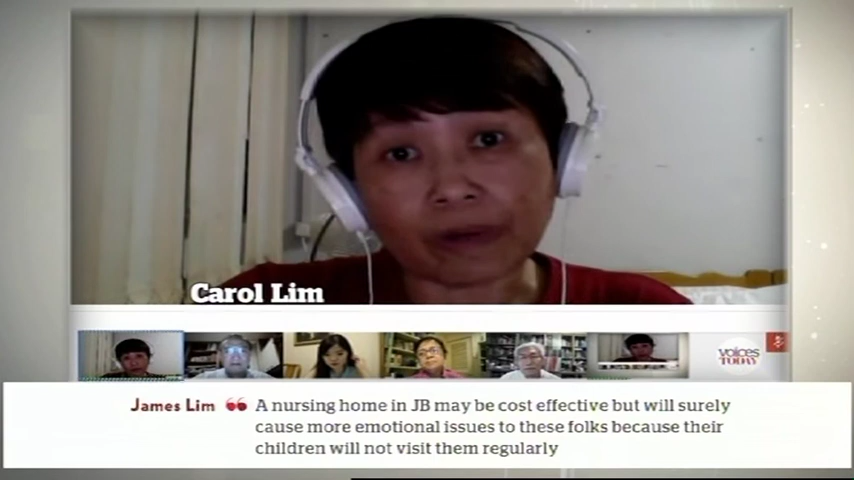 Carol Lim
VOICES
TODAY
James Lim
A nursing home in JB may be cost effective but will surely
cause more emotional issues to these folks because their
children will not visit them regularly